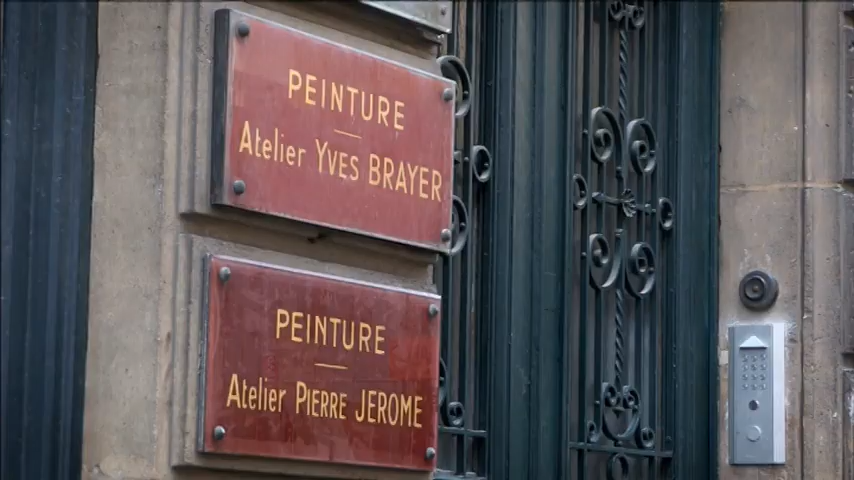 PEINTURE
Atelier YVES BRAYER
PEINTURE
Atelier PIERRE JEROME